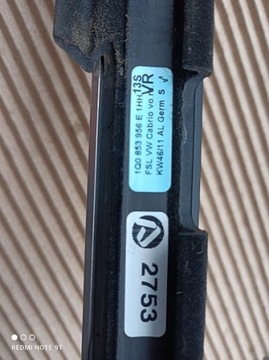 1Q0 853 956 E 1HH 13S
FSL VW Cabrio vo VR
KW46/11 AL Germ S
2753
REDMI NOTE 9T